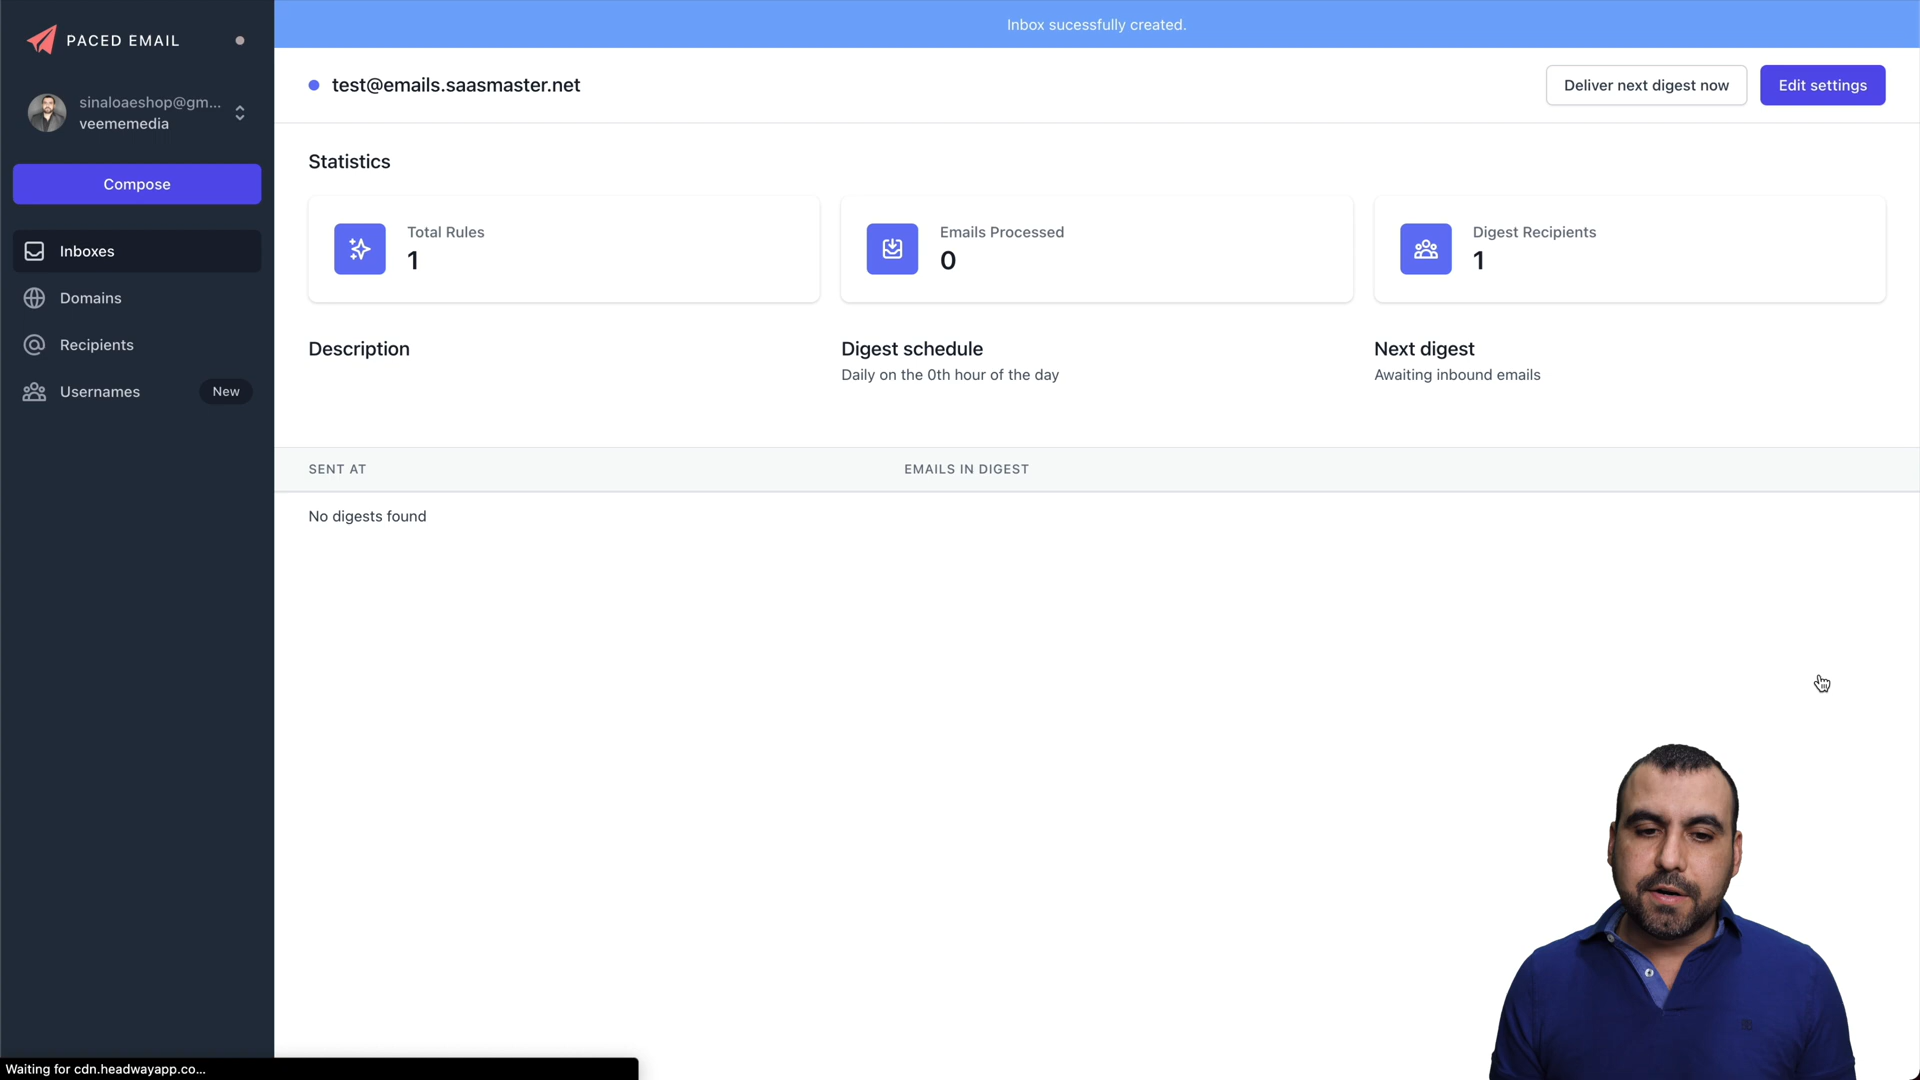 Inbox sucessfully created.
PACED EMAIL
sinaloaeshop@gm...
veememedia
Compose
Inboxes
Domains
Recipients
Usernames
New
test@emails.saasmaster.net
Deliver next digest now
Edit settings
Statistics
Total Rules
1
Emails Processed
0
Digest Recipients
1
Description
Digest schedule
Daily on the 0th hour of the day
Next digest
Awaiting inbound emails
SENT AT
EMAILS IN DIGEST
No digests found
Waiting for cdn.headwayapp.co...